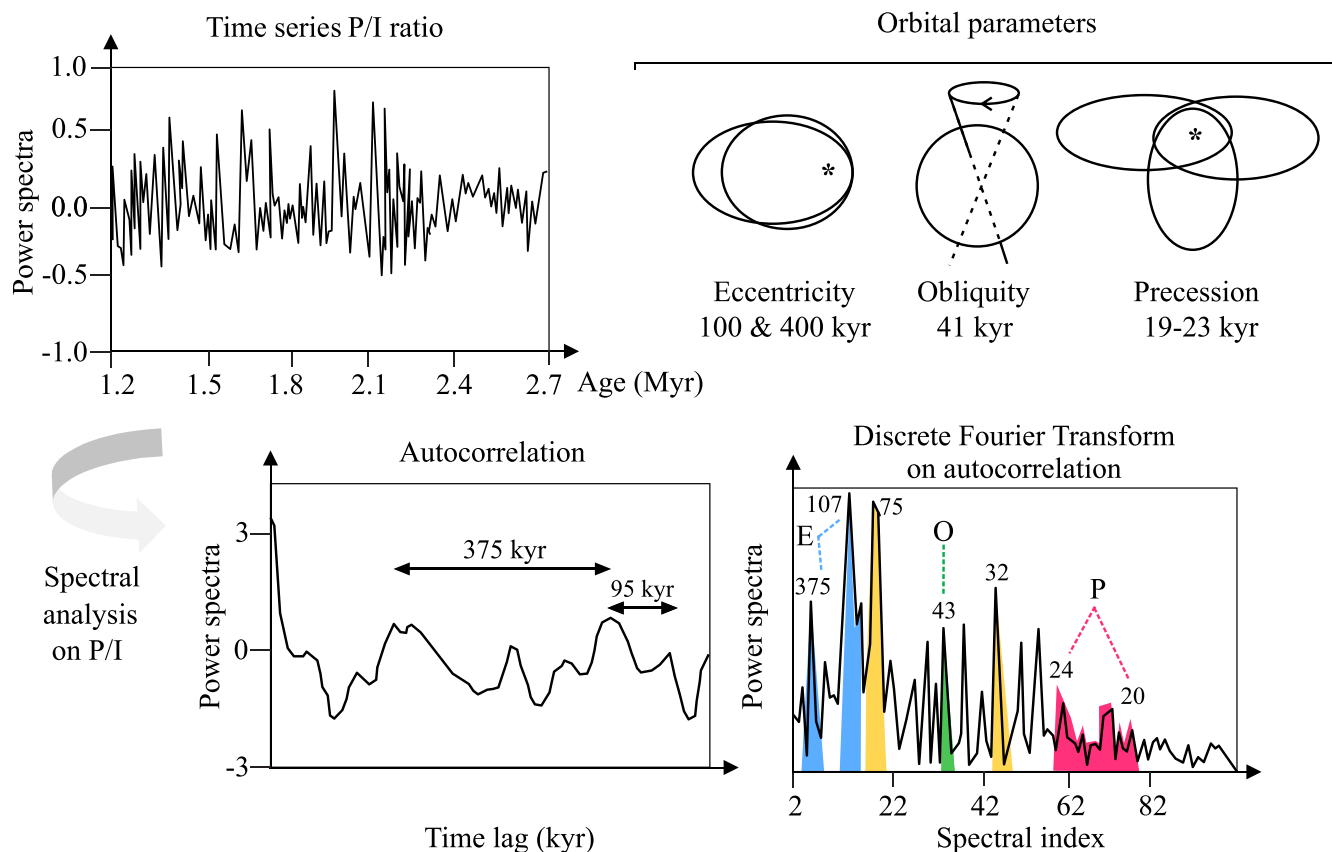 Time series P/I ratio
Power spectra
1.0
0.5
0.0
-0.5
-1.0
1.2 1.5 1.8 2.1 2.4 2.7
Age (Myr)
Orbital parameters
*
*
Eccentricity
100 & 400 kyr
Obliquity
41 kyr
Precession
19-23 kyr
Spectral
analysis
on P/I
Autocorrelation
Power spectra
3
0
-3
375 kyr
95 kyr
Time lag (kyr)
Discrete Fourier Transform
on autocorrelation
Power spectra
107
75
E
O
375
43
32
P
24
20
2 22 42 62 82
Spectral index